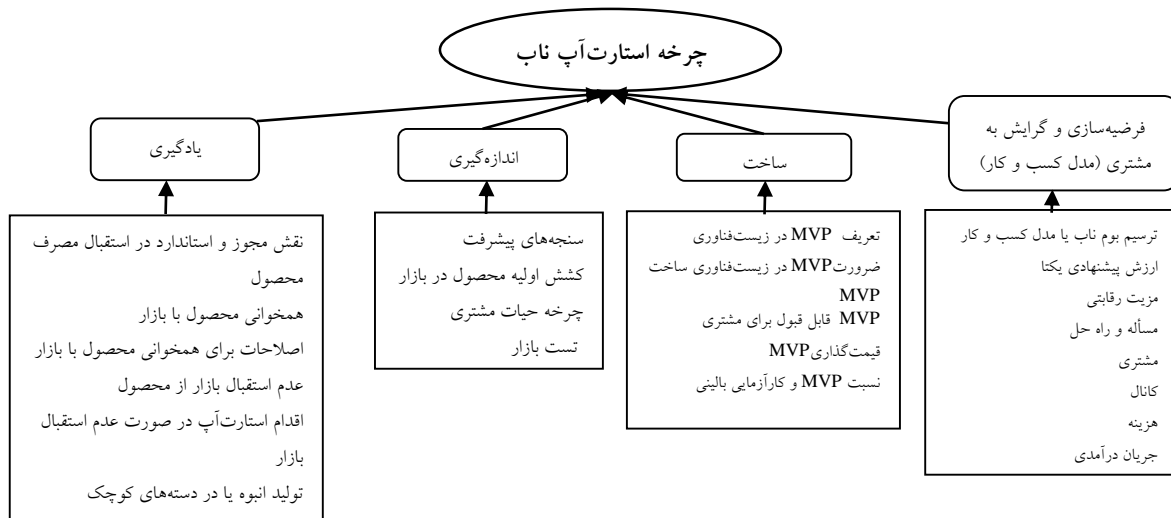 چرخه استارت‌آپ ناب
فرضیه‌سازی و گرایش به
مشتری (مدل کسب و کار)
ساخت
اندازه‌گیری
یادگیری
ترسیم بوم ناب یا مدل کسب و کار
ارزش پیشنهادی یکتا
مزیت رقابتی
مسأله و راه حل
مشتری
کانال
هزینه
جریان درآمدی
تعریف MVP در زیست‌فناوری
ضرورت MVP در زیست‌فناوری ساخت
MVP
MVP قابل قبول برای مشتری
قیمت‌گذاری MVP
نسبت MVP و کارآزمایی بالینی
سنجه‌های پیشرفت
کشش اولیه محصول در بازار
چرخه حیات مشتری
تست بازار
نقش مجوز و استاندارد در استقبال مصرف
محصول
همخوانی محصول با بازار
اصلاحات برای همخوانی محصول با بازار
عدم استقبال بازار از محصول
اقدام استارت‌آپ در صورت عدم استقبال
بازار
تولید انبوه یا در دسته‌های کوچک